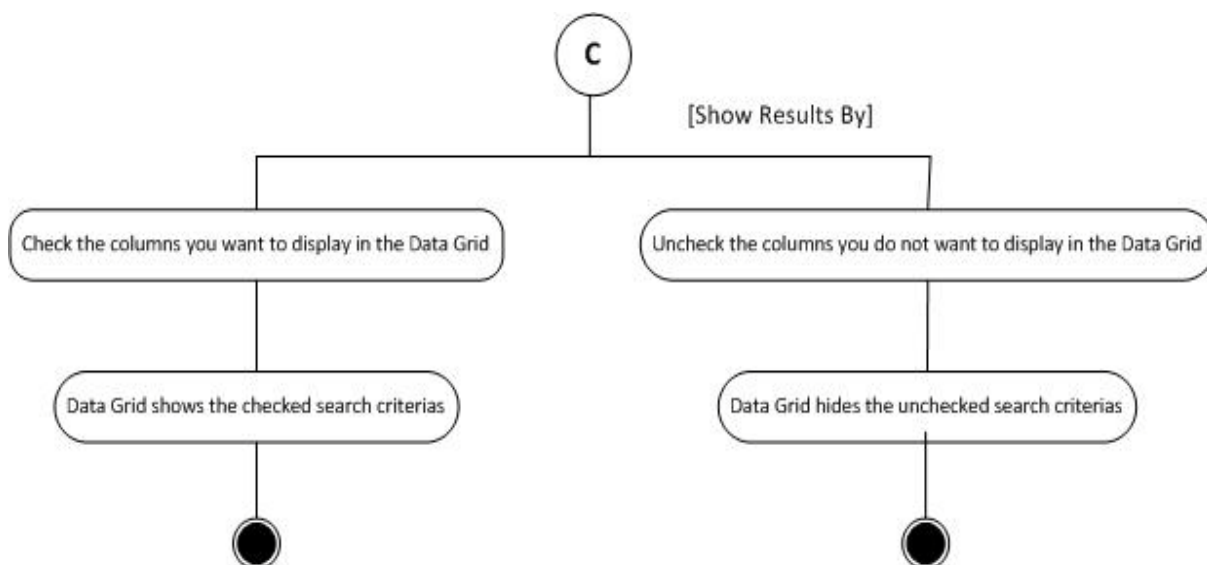 C
[Show Results By]
Check the columns you want to display in the Data Grid
Uncheck the columns you do not want to display in the Data Grid
Data Grid shows the checked search criterias
Data Grid hides the unchecked search criterias